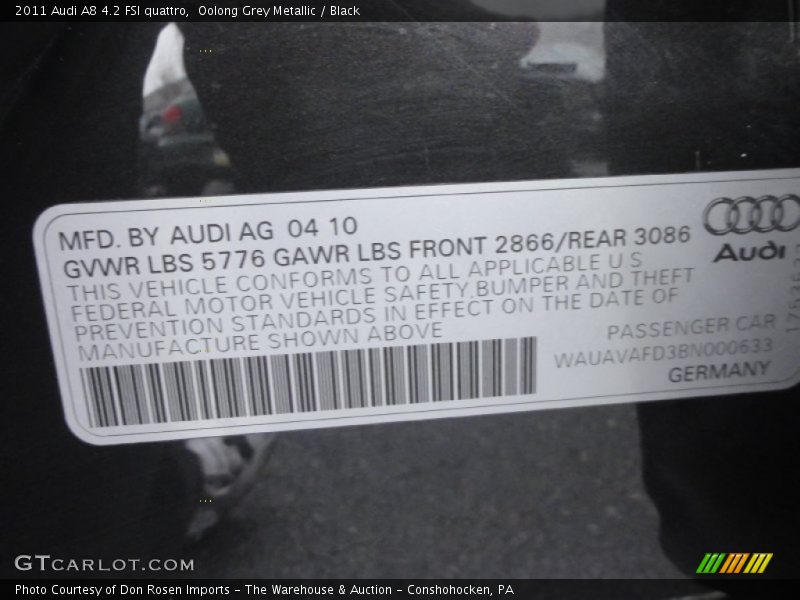 2011 Audi A8 4.2 FSI quattro,  Oolong Grey Metallic / Black
MFD. BY AUDI AG 04 10
GVWR LBS 5776 GAWR LBS FRONT 2866/REAR 3086
THIS VEHICLE CONFORMS TO ALL APPLICABLE U S
FEDERAL MOTOR VEHICLE SAFETY,BUMPER AND THEFT
PREVENTION STANDARDS IN EFFECT ON THE DATE OF
MANUFACTURE SHOWN ABOVE
Audi
PASSENGER CAR
WAUAVAFD3BN000633
GERMANY
GTCARLOT.COM
Photo Courtesy of Don Rosen Imports - The Warehouse & Auction - Conshohocken, PA